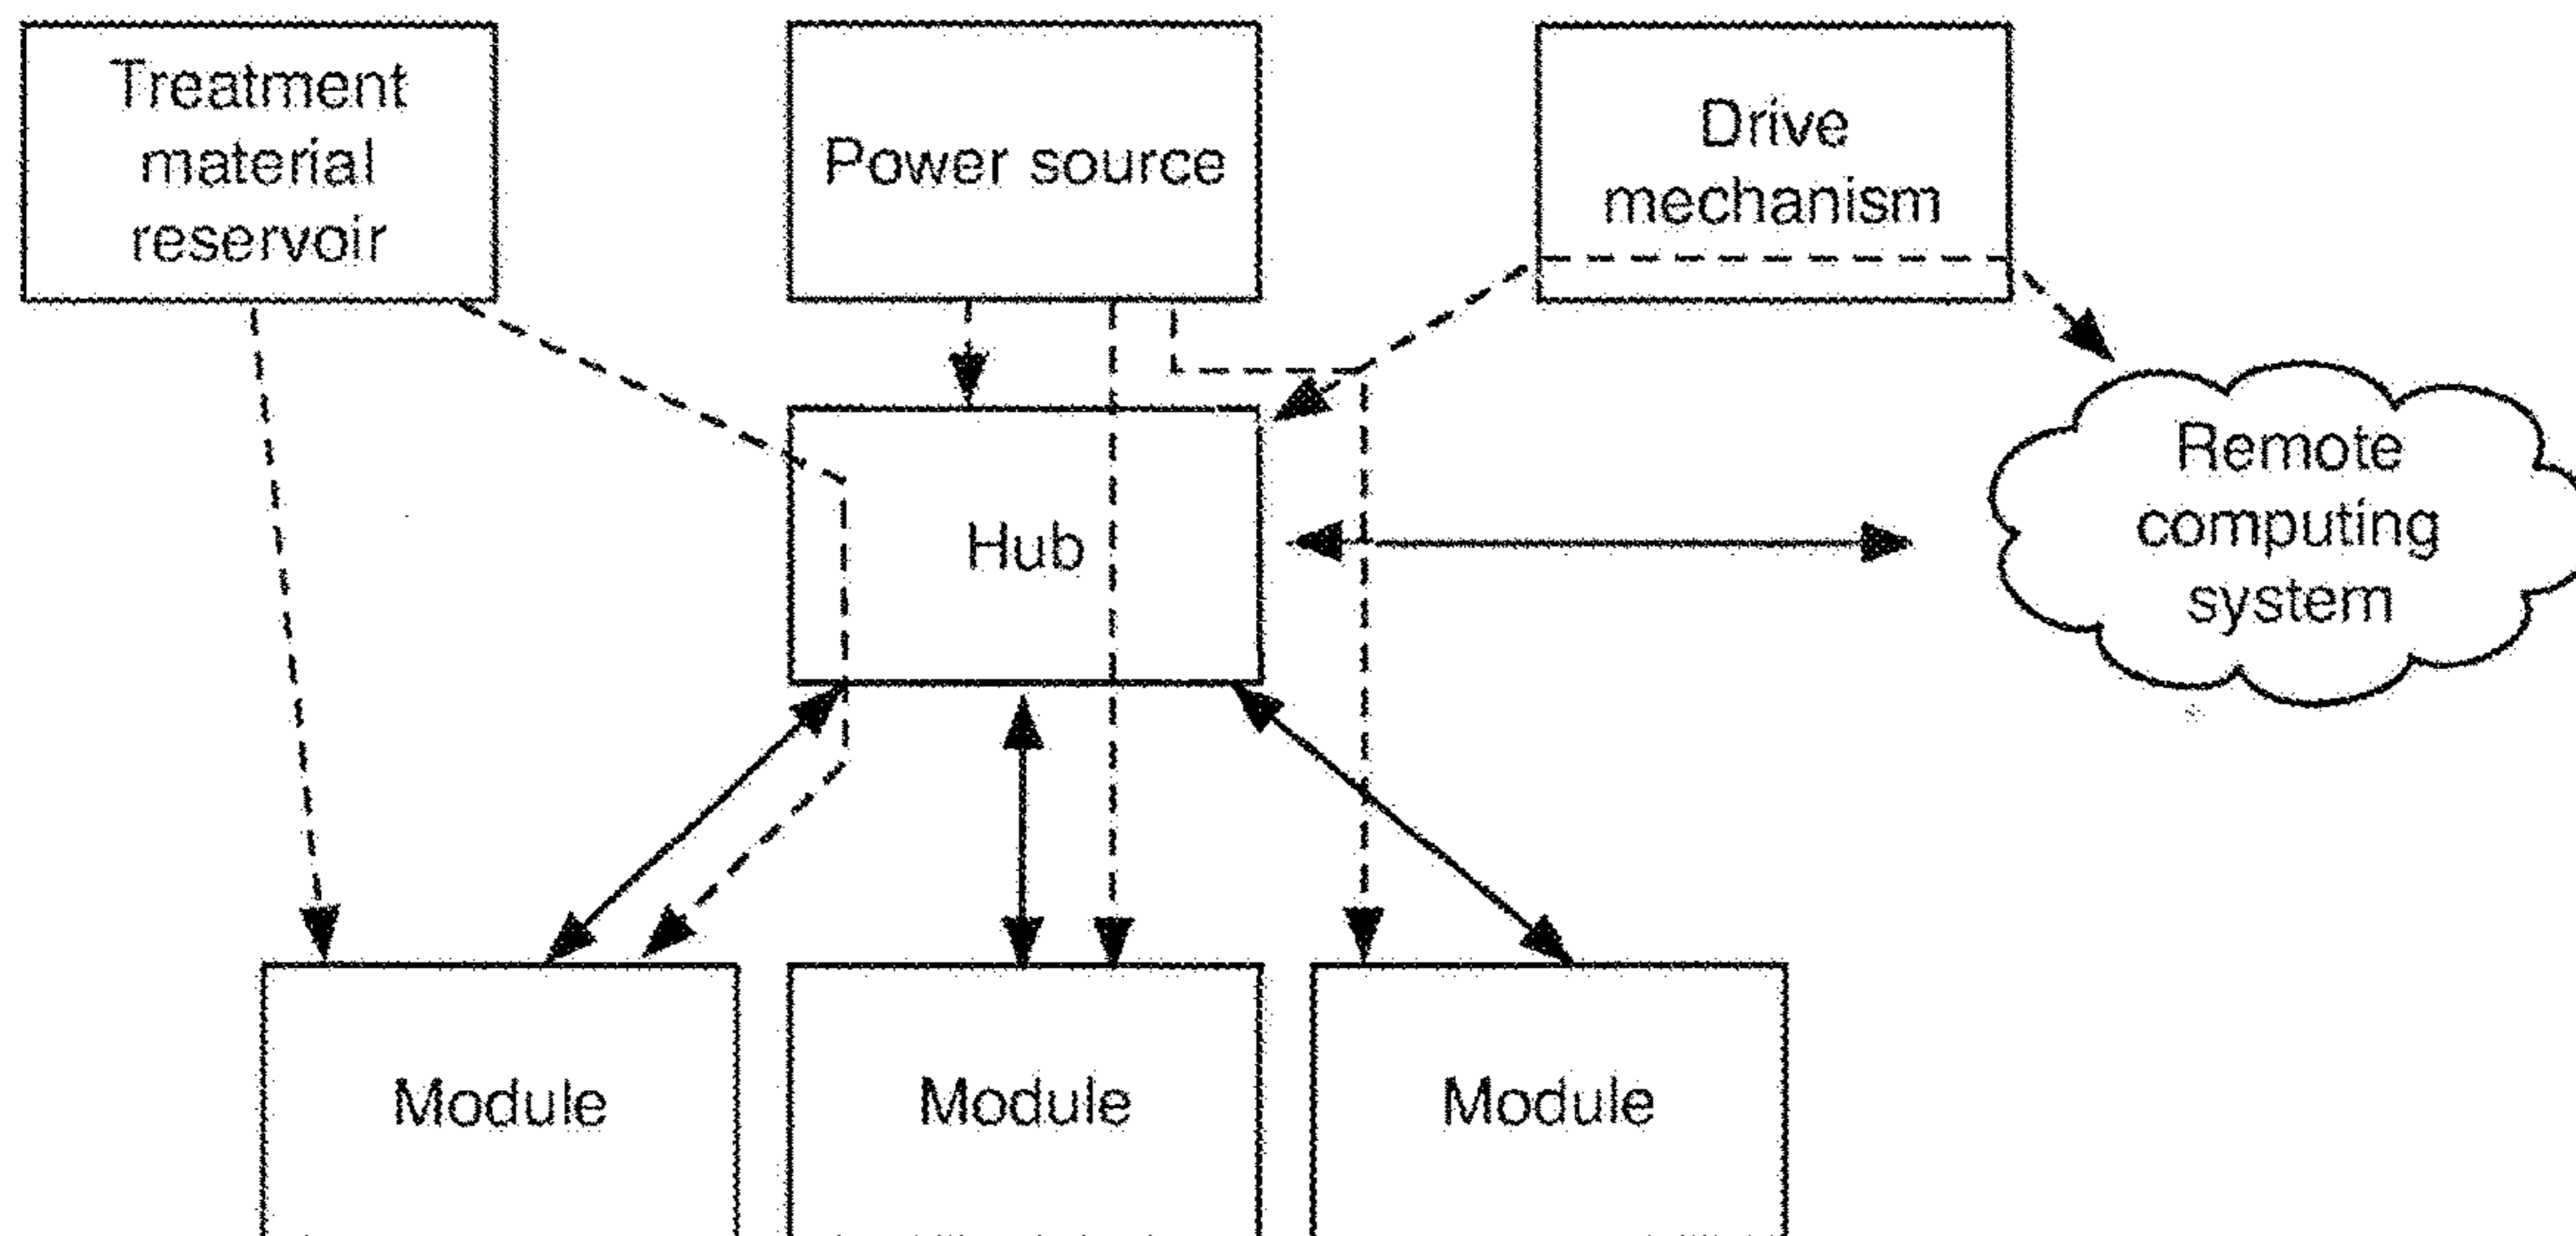 Treatment
material
reservoir
Power source
Drive
mechanism
Hub
Remote
computing
system
Module
Module
Module